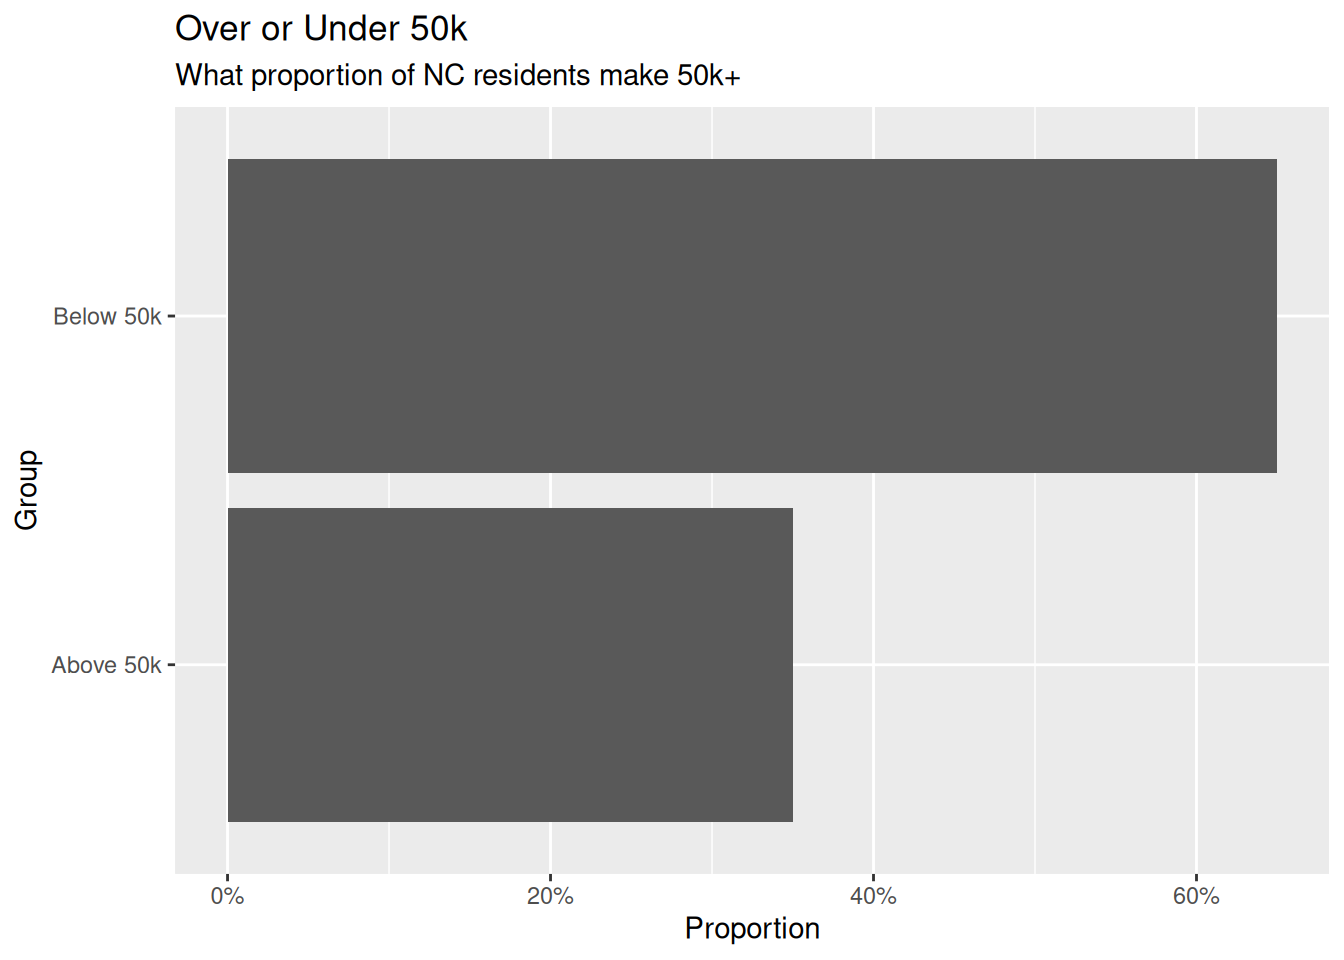 Over or Under 50k
What proportion of NC residents make 50k+
Below 50k
Group
Above 50k
0% 20% 40% 60%
Proportion